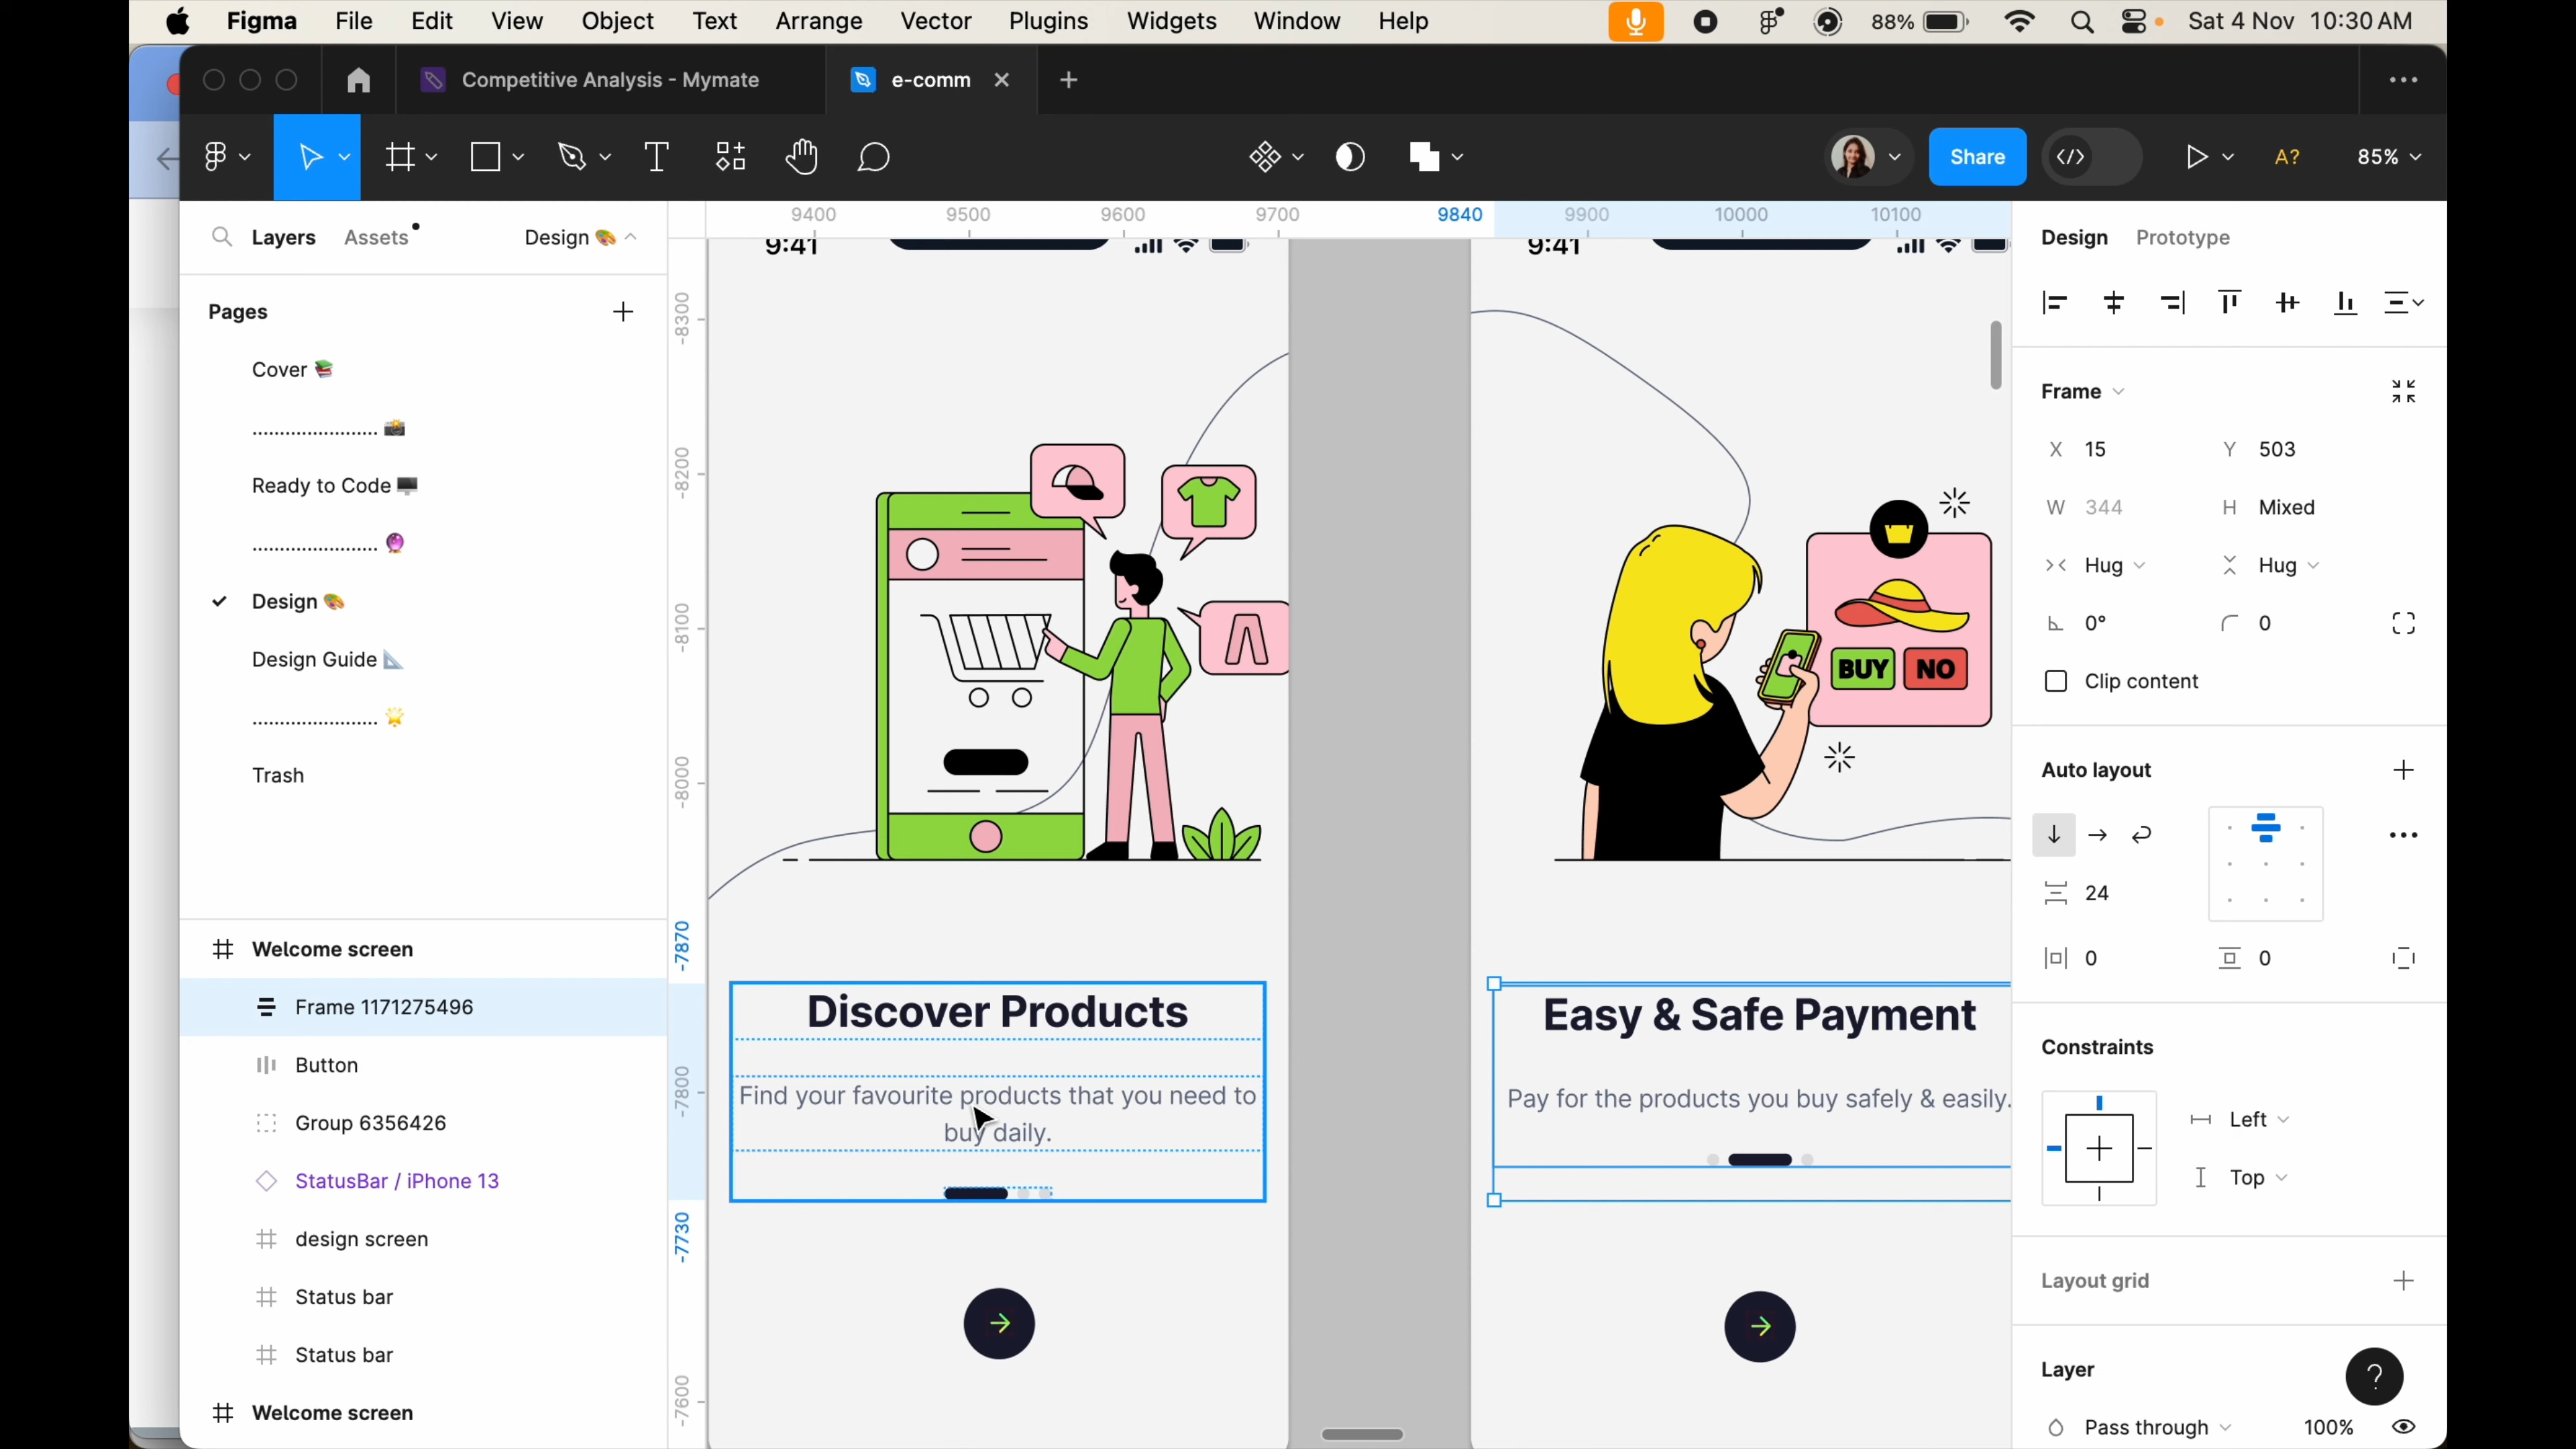 Figma File Edit View Object Text Arrange Vector Plugins Widgets Window Help 88% Sat 4 Nov 10:30 AM
Competitive Analysis - Mymate e-comm
Share A? 85%
Layers Assets Design 🎨
Pages
Cover 📚
....................... 📸
Ready to Code 🖥️
....................... 🔮
Design 🎨
Design Guide 📐
....................... 🌟
Trash
Welcome screen
Frame 1171275496
Button
Group 6356426
StatusBar / iPhone 13
design screen
Status bar
Status bar
Welcome screen
9400 9500 9600 9700 9840 9900 10000 10100
-8300
-8200
-8100
-8000
-7870
-7800
-7730
-7600
9:41
Discover Products
Find your favourite products that you need to
buy daily.
9:41
BUY NO
Easy & Safe Payment
Pay for the products you buy safely & easily.
Design Prototype
Frame
X 15 Y 503
W 344 H Mixed
Hug Hug
0° 0
Clip content
Auto layout
24
0 0
Constraints
Left
Top
Layout grid
Layer
?
Pass through 100%